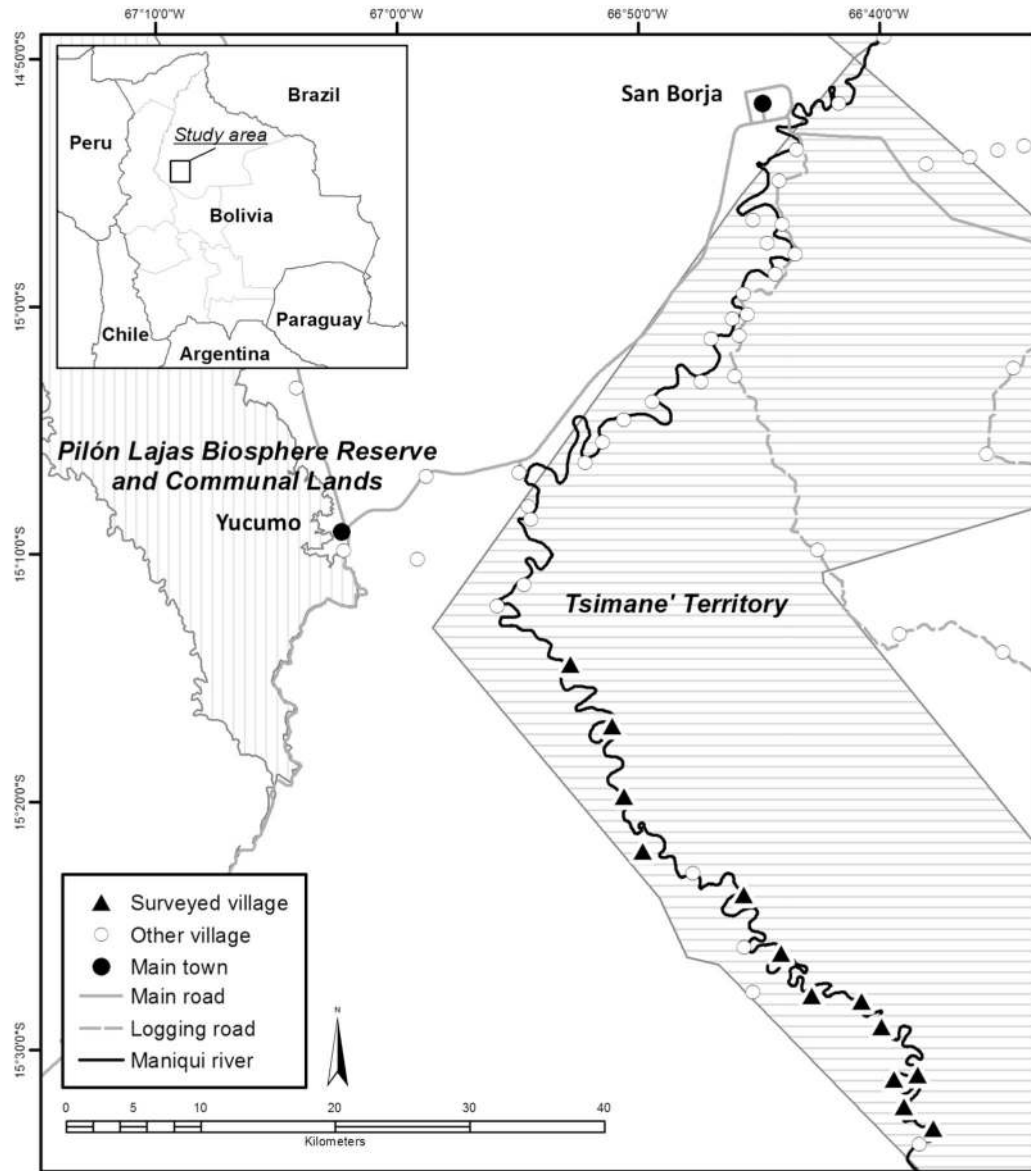 67°10'0"W 67°0'0"W 66°50'0"W 66°40'0"W
14°50'0"S
15°0'0"S
15°10'0"S
15°20'0"S
15°30'0"S
Brazil
Peru
Study area
Bolivia
Chile
Paraguay
Argentina
San Borja
Pilón Lajas Biosphere Reserve
and Communal Lands
Yucumo
Tsimane' Territory
Surveyed village
Other village
Main town
Main road
Logging road
Maniqui river
N
0 5 10 20 30 40
Kilometers